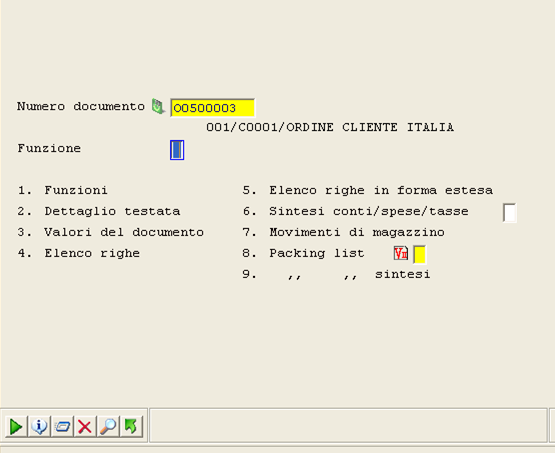 Numero documento OO500003
001/C0001/ORDINE CLIENTE ITALIA
Funzione
1. Funzioni
2. Dettaglio testata
3. Valori del documento
4. Elenco righe
5. Elenco righe in forma estesa
6. Sintesi conti/spese/tasse
7. Movimenti di magazzino
8. Packing list
9. ,, ,, sintesi